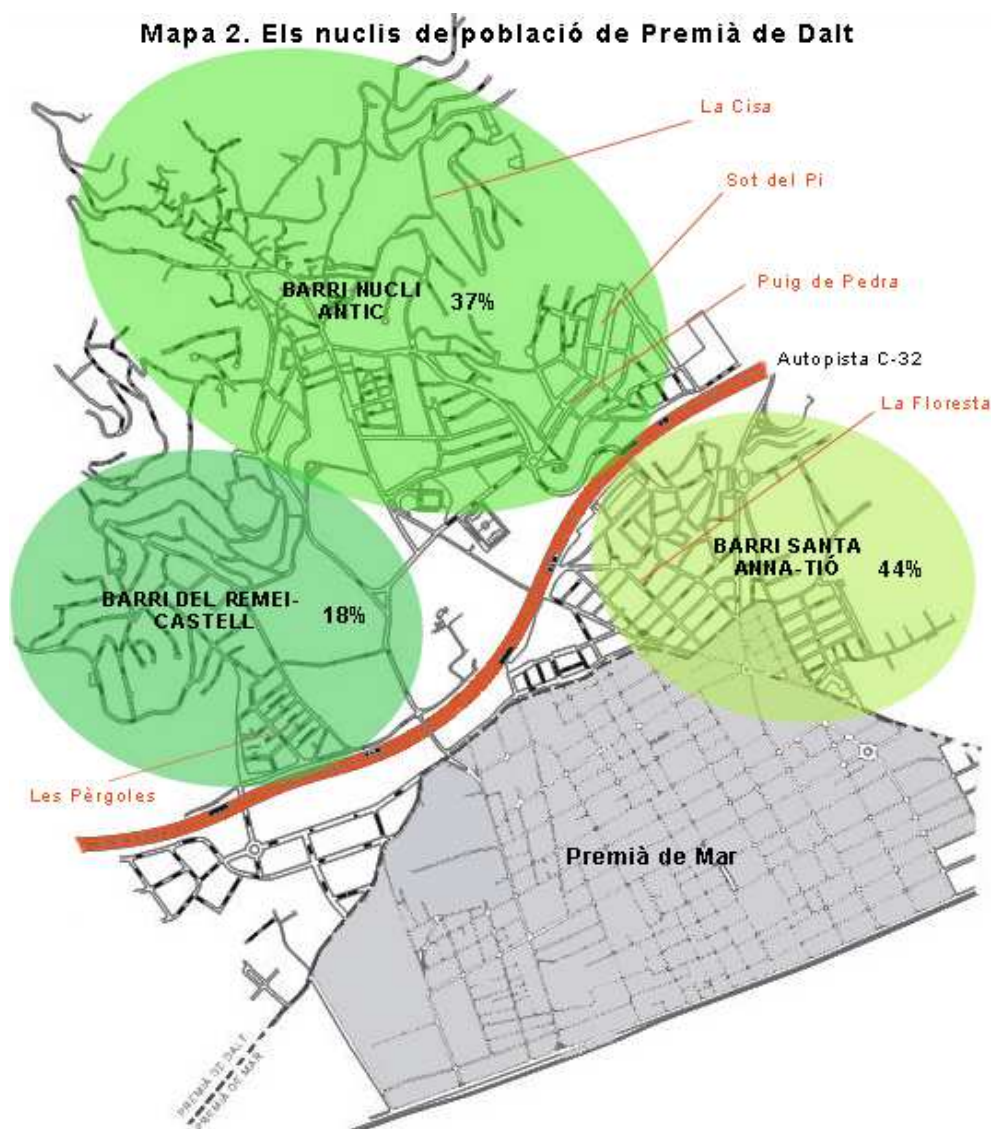 Mapa 2. Els nuclis de població de Premià de Dalt
La Cisa
Sot del Pi
Puig de Pedra
BARRI NUCLI
ANTIC
37%
Autopista C-32
La Floresta
BARRI SANTA
ANNA-TIÓ
44%
BARRI DEL REMEI-
CASTELL
18%
Les Pèrgoles
Premià de Mar
PREMIÀ DE DALT
PREMIÀ DE MAR